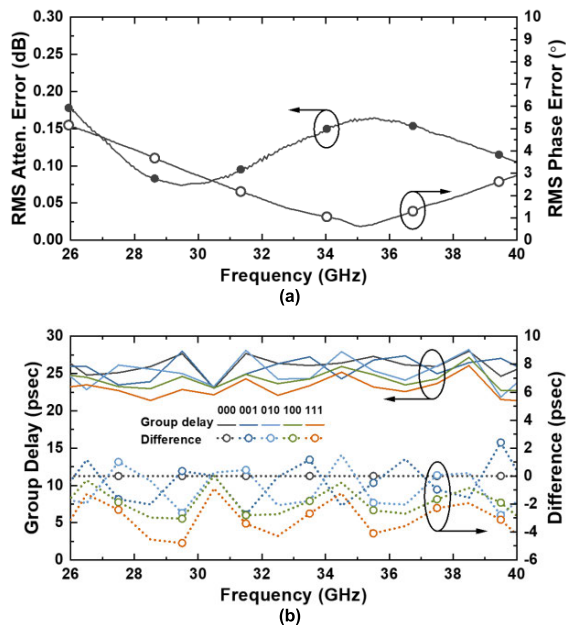 RMS Atten. Error (dB)
0.30
0.25
0.20
0.15
0.10
0.05
0.00
10
9
8
7
6
5
4
3
2
1
0
RMS Phase Error (°)
26 28 30 32 34 36 38 40
Frequency (GHz)
(a)
Group Delay (psec)
30
25
20
15
10
5
0
10
8
6
4
2
0
-2
-4
-6
Difference (psec)
000 001 010 100 111
Group delay
Difference
26 28 30 32 34 36 38 40
Frequency (GHz)
(b)